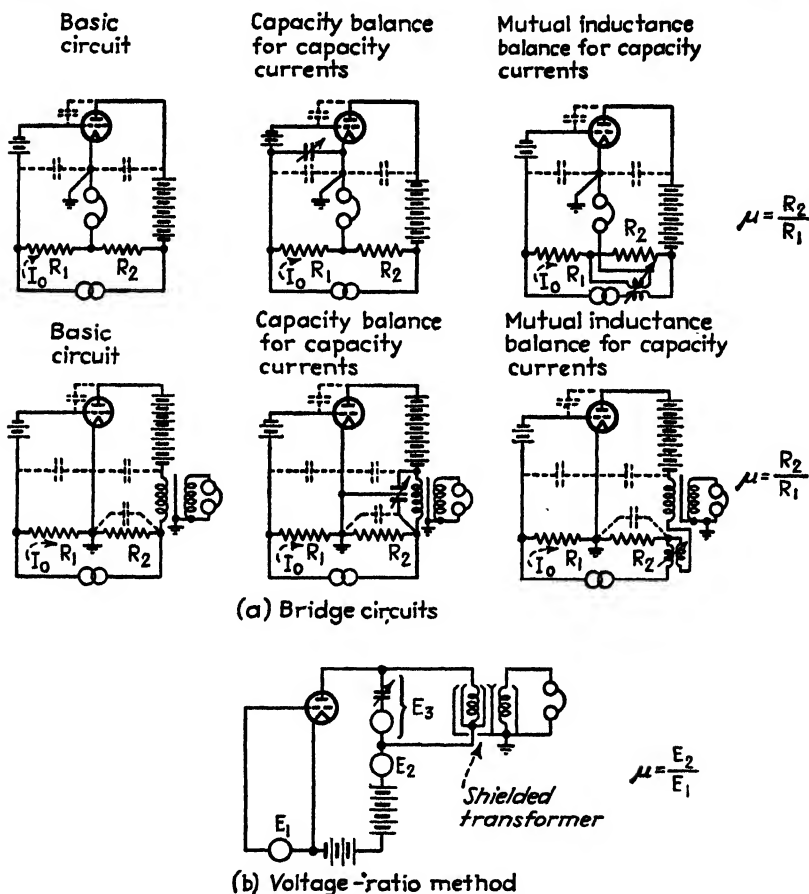 Basic
circuit
Capacity balance
for capacity
currents
Mutual inductance
balance for capacity
currents
I₀ R₁ R₂
I₀ R₁ R₂
I₀ R₁ R₂
μ = R₂/R₁
Basic
circuit
Capacity balance
for capacity
currents
Mutual inductance
balance for capacity
currents
I₀ R₁ R₂
I₀ R₁ R₂
I₀ R₁ R₂
μ = R₂/R₁
(a) Bridge circuits
E₃
E₂
E₁
Shielded
transformer
μ = E₂/E₁
(b) Voltage-ratio method